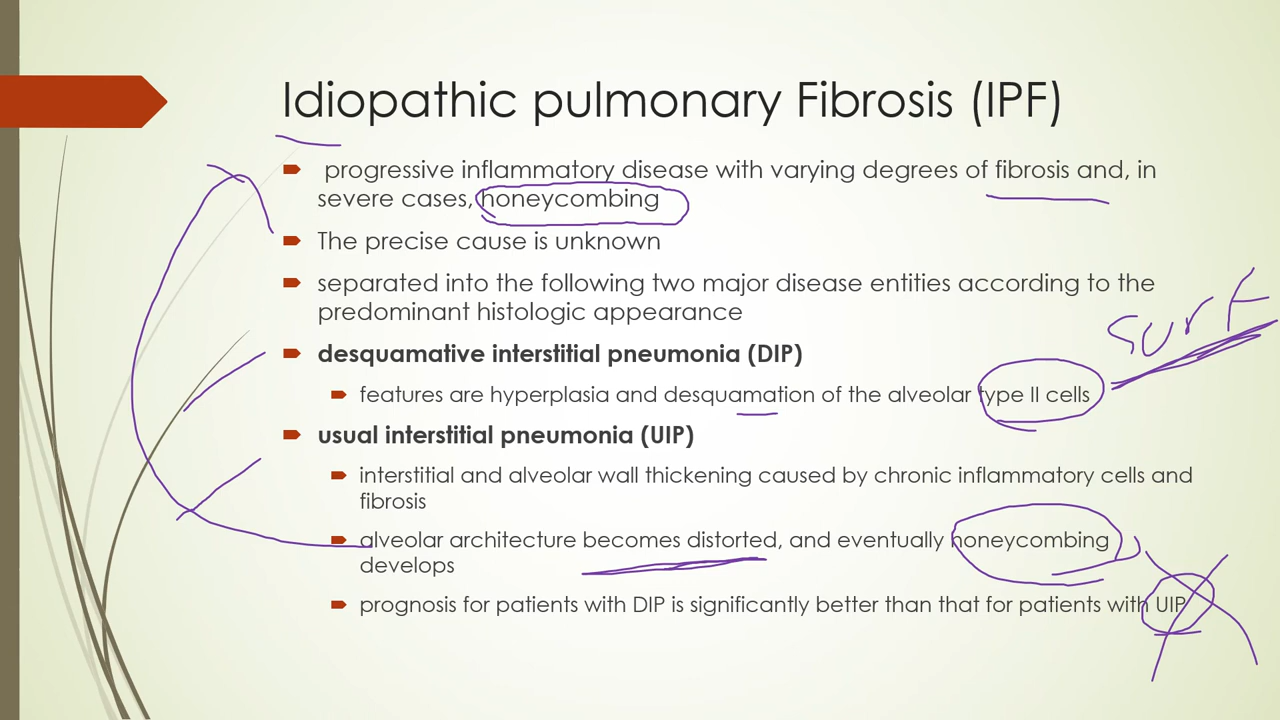 Idiopathic pulmonary Fibrosis (IPF)
progressive inflammatory disease with varying degrees of fibrosis and, in
severe cases, honeycombing
The precise cause is unknown
separated into the following two major disease entities according to the
predominant histologic appearance
desquamative interstitial pneumonia (DIP)
features are hyperplasia and desquamation of the alveolar type II cells
surf
usual interstitial pneumonia (UIP)
interstitial and alveolar wall thickening caused by chronic inflammatory cells and
fibrosis
alveolar architecture becomes distorted, and eventually honeycombing
develops
prognosis for patients with DIP is significantly better than that for patients with UIP